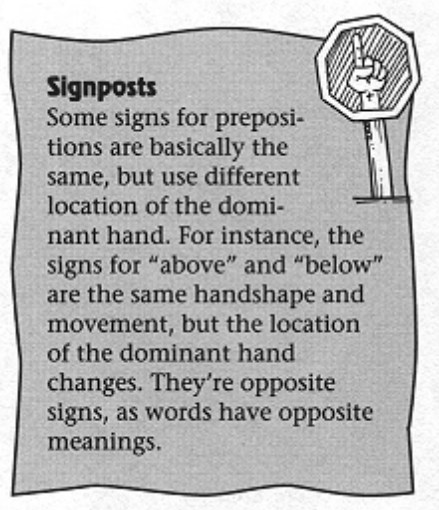 Signposts
Some signs for preposi-
tions are basically the
same, but use different
location of the domi-
nant hand. For instance, the
signs for “above” and “below”
are the same handshape and
movement, but the location
of the dominant hand
changes. They’re opposite
signs, as words have opposite
meanings.